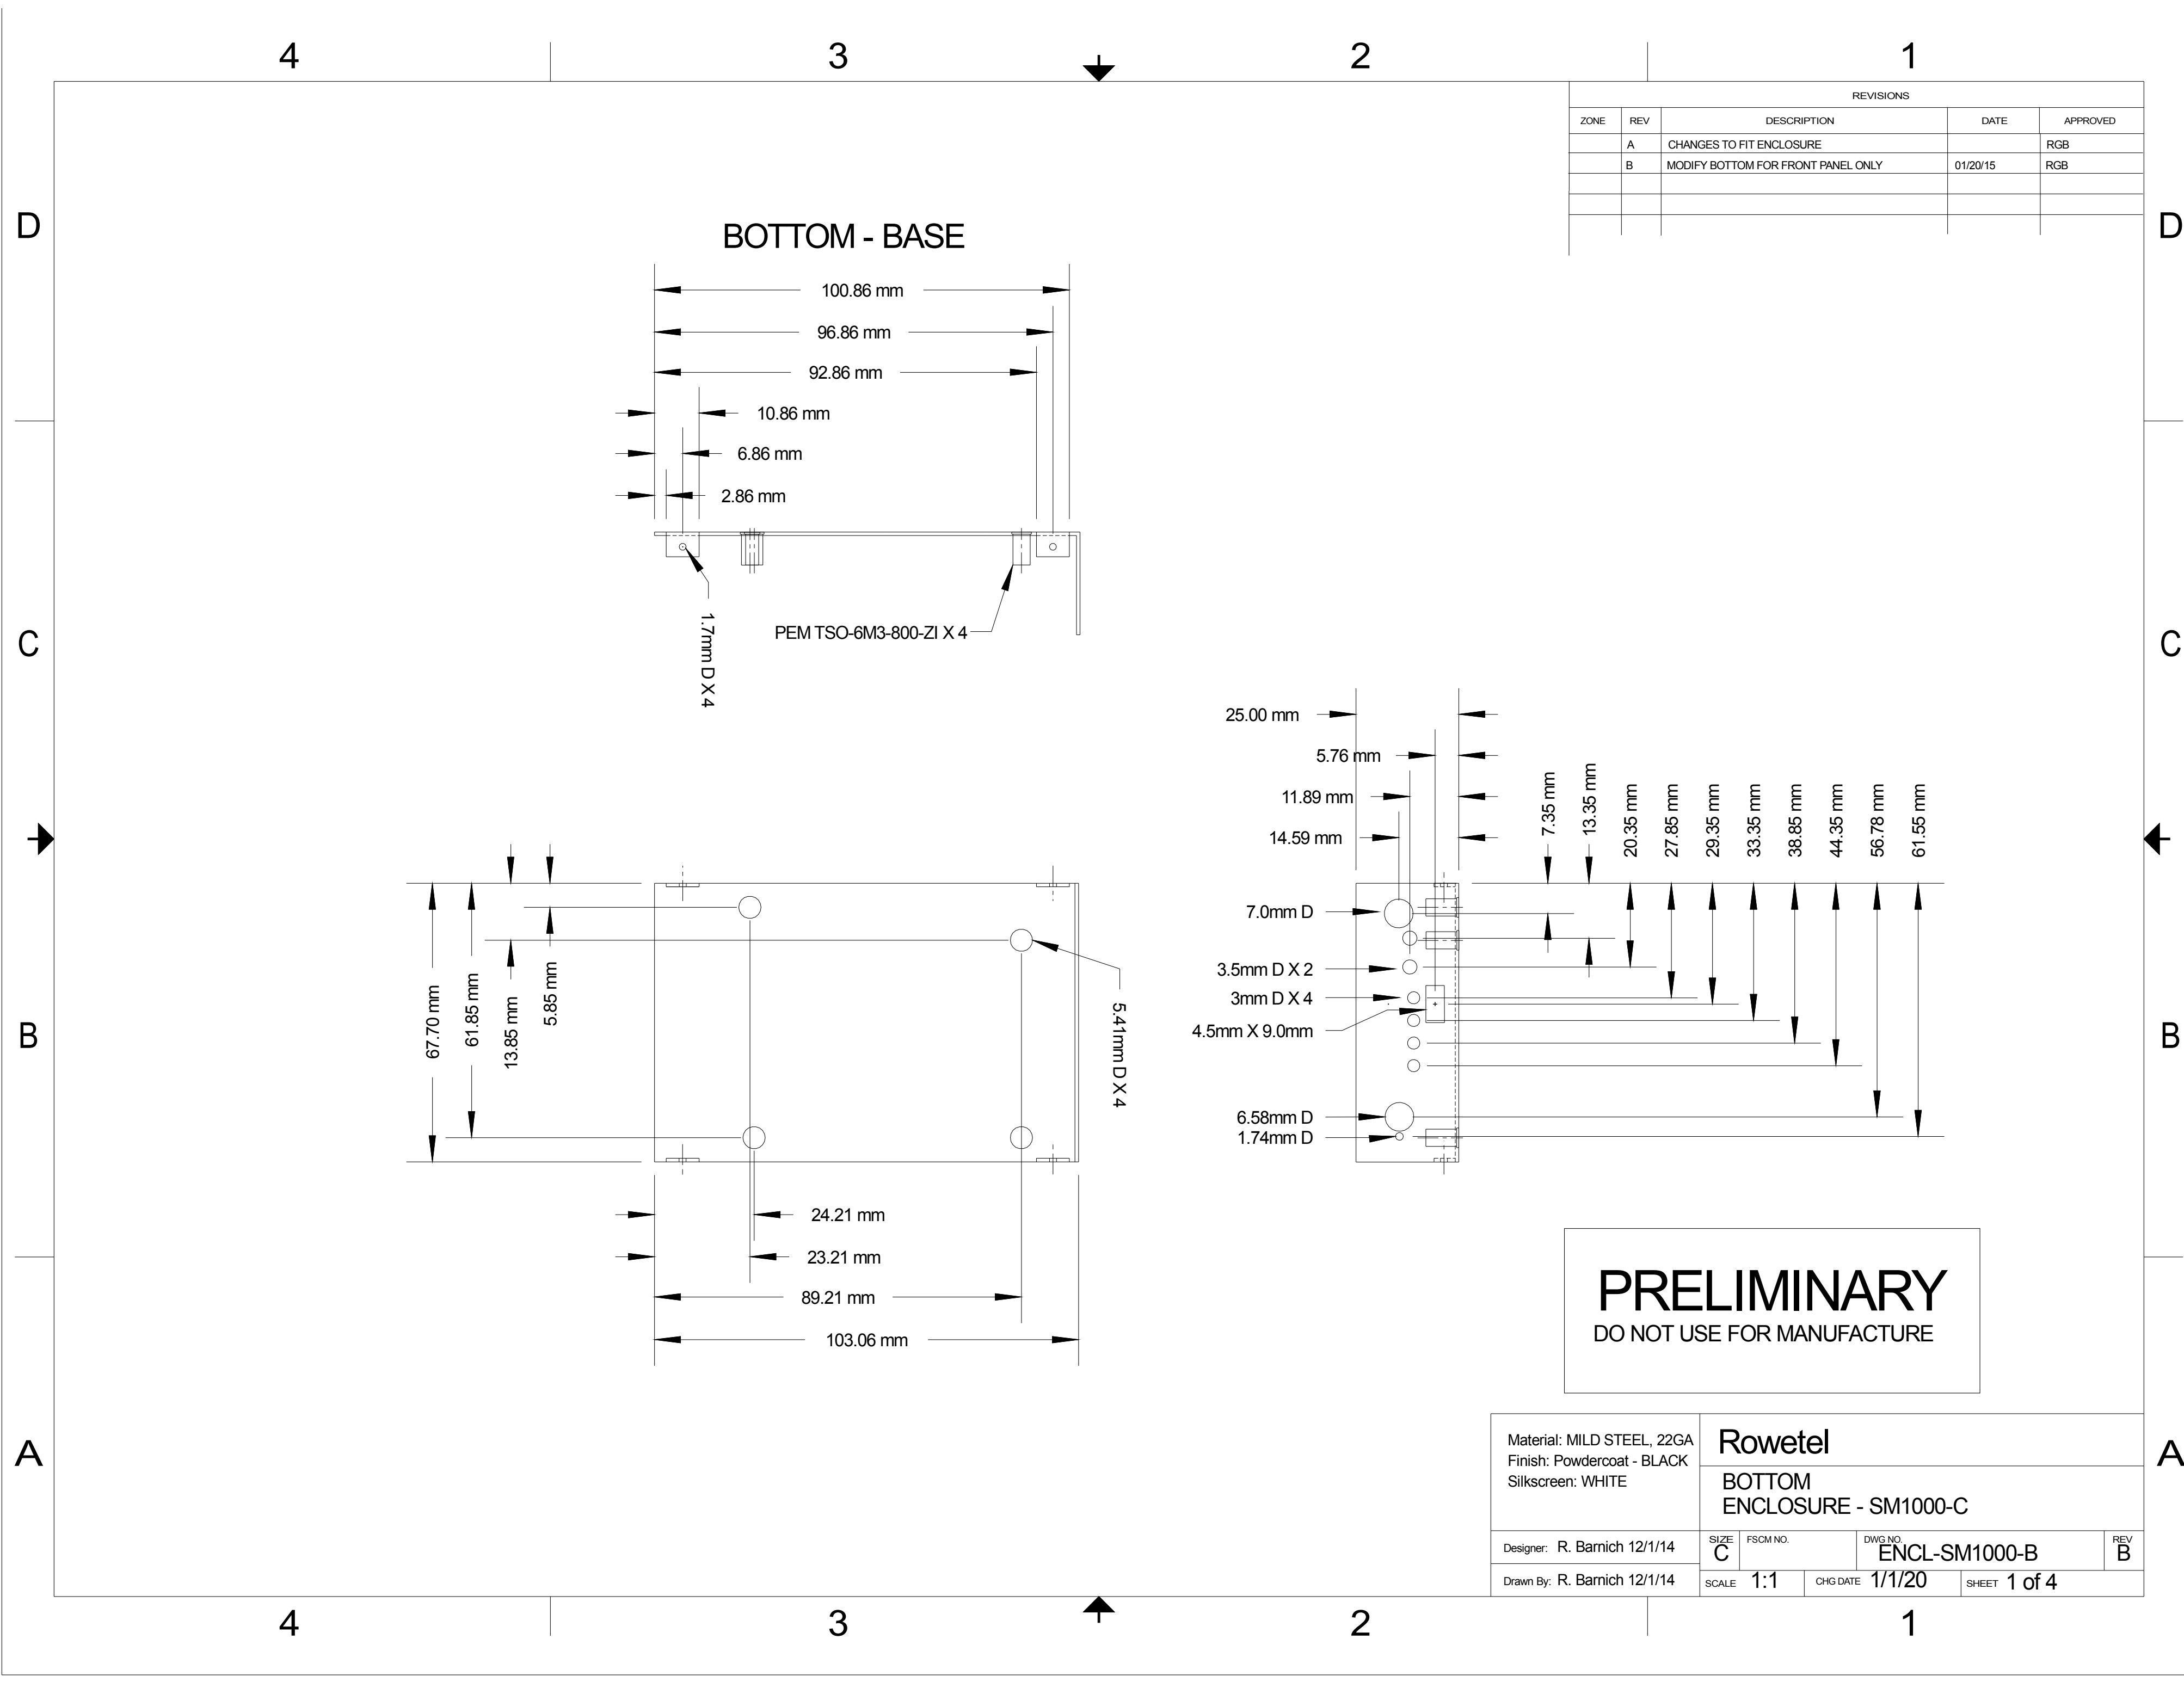 4 3 2 1
REVISIONS
ZONE REV DESCRIPTION DATE APPROVED
A CHANGES TO FIT ENCLOSURE RGB
B MODIFY BOTTOM FOR FRONT PANEL ONLY 01/20/15 RGB
D D
BOTTOM - BASE
100.86 mm
96.86 mm
92.86 mm
10.86 mm
6.86 mm
2.86 mm
1.7mm D X 4
PEM TSO-6M3-800-ZI X 4
C C
25.00 mm
5.76 mm
11.89 mm
14.59 mm
7.35 mm
13.35 mm
20.35 mm
27.85 mm
29.35 mm
33.35 mm
38.85 mm
44.35 mm
56.78 mm
61.55 mm
7.0mm D
3.5mm D X 2
3mm D X 4
4.5mm X 9.0mm
6.58mm D
1.74mm D
67.70 mm
61.85 mm
13.85 mm
5.85 mm
5.41mm D X 4
B B
24.21 mm
23.21 mm
89.21 mm
103.06 mm
PRELIMINARY
DO NOT USE FOR MANUFACTURE
A A
Material: MILD STEEL, 22GA
Finish: Powdercoat - BLACK
Silkscreen: WHITE
Rowetel
BOTTOM
ENCLOSURE - SM1000-C
Designer: R. Barnich 12/1/14
SIZE C
FSCM NO.
DWG NO. ENCL-SM1000-B
REV B
Drawn By: R. Barnich 12/1/14
SCALE 1:1
CHG DATE 1/1/20
SHEET 1 of 4
4 3 2 1